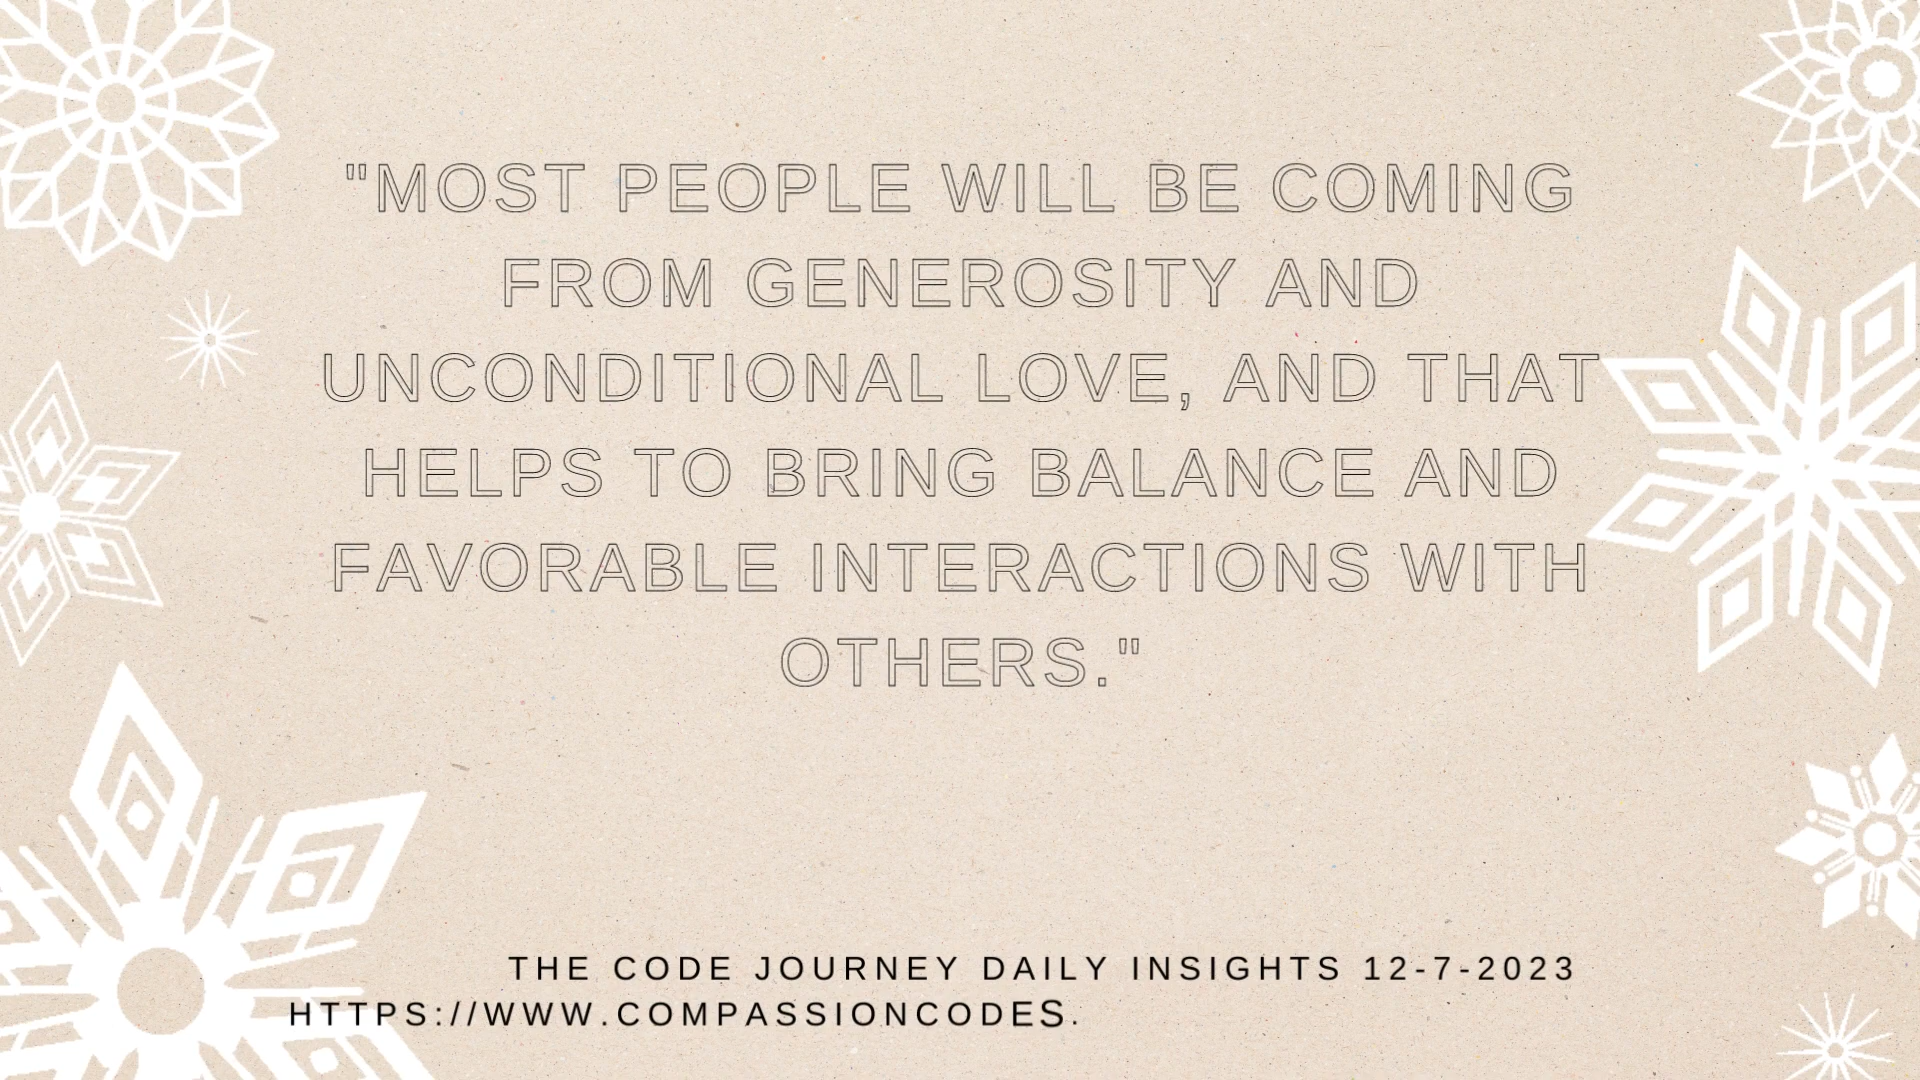 "MOST PEOPLE WILL BE COMING
FROM GENEROSITY AND
UNCONDITIONAL LOVE, AND THAT
HELPS TO BRING BALANCE AND
FAVORABLE INTERACTIONS WITH
OTHERS."
THE CODE JOURNEY DAILY INSIGHTS 12-7-2023
HTTPS://WWW.COMPASSIONCODES.